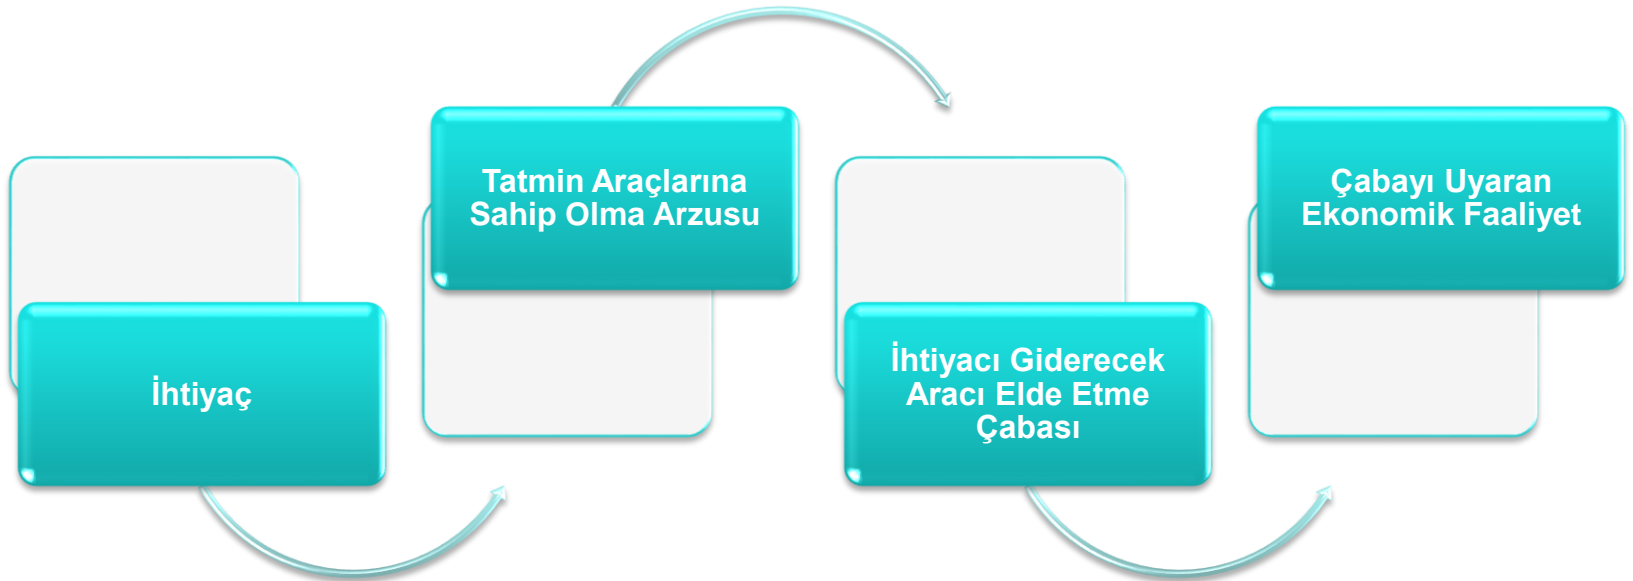 İhtiyaç
Tatmin Araçlarına
Sahip Olma Arzusu
İhtiyacı Giderecek
Aracı Elde Etme
Çabası
Çabayı Uyaran
Ekonomik Faaliyet